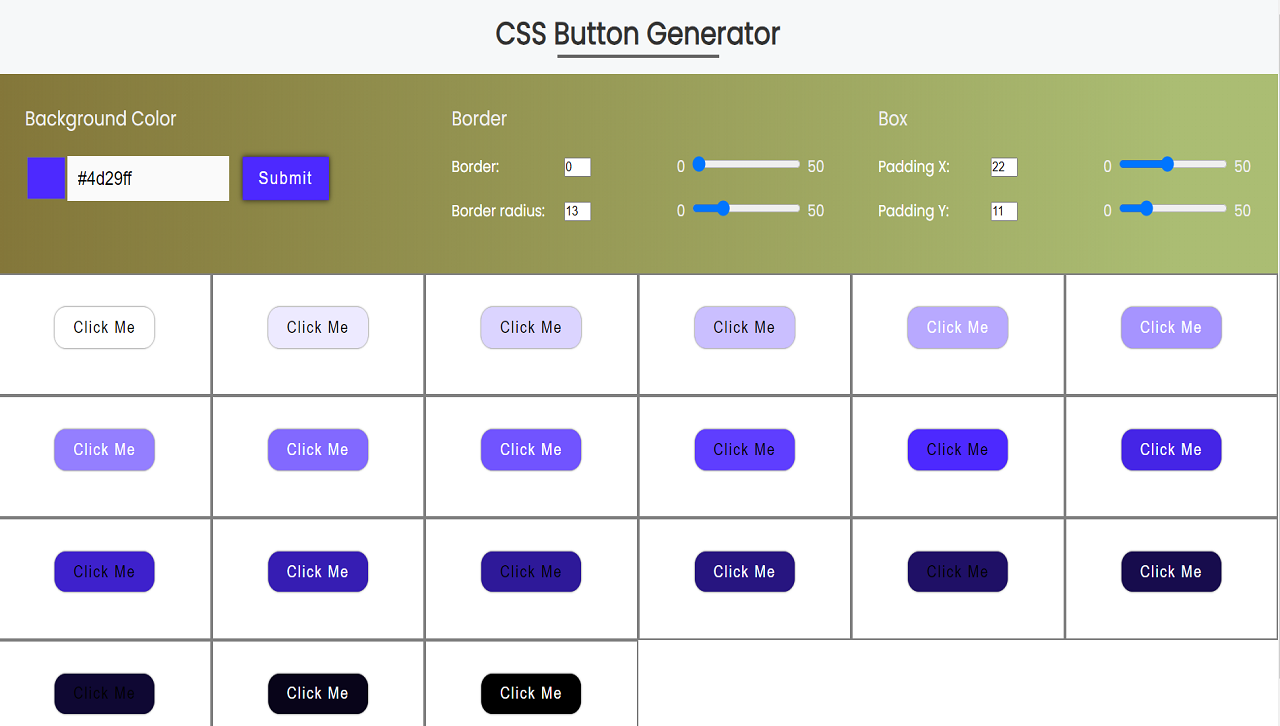 CSS Button Generator
Background Color
#4d29ff
Submit
Border
Border: 0 0 50
Border radius: 13 0 50
Box
Padding X: 22 0 50
Padding Y: 11 0 50
Click Me Click Me Click Me Click Me Click Me Click Me
Click Me Click Me Click Me Click Me Click Me Click Me
Click Me Click Me Click Me Click Me Click Me Click Me
Click Me Click Me Click Me